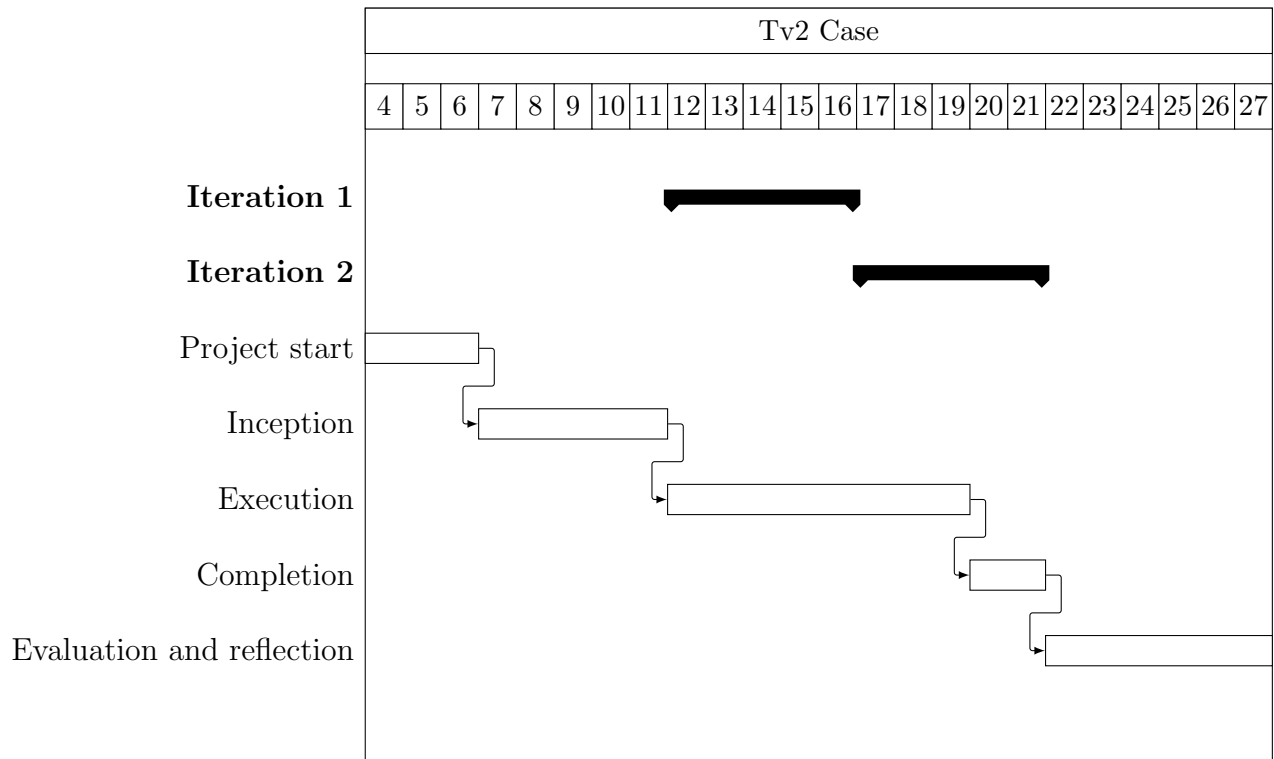 Tv2 Case
4 5 6 7 8 9 10 11 12 13 14 15 16 17 18 19 20 21 22 23 24 25 26 27
Iteration 1
Iteration 2
Project start
Inception
Execution
Completion
Evaluation and reflection